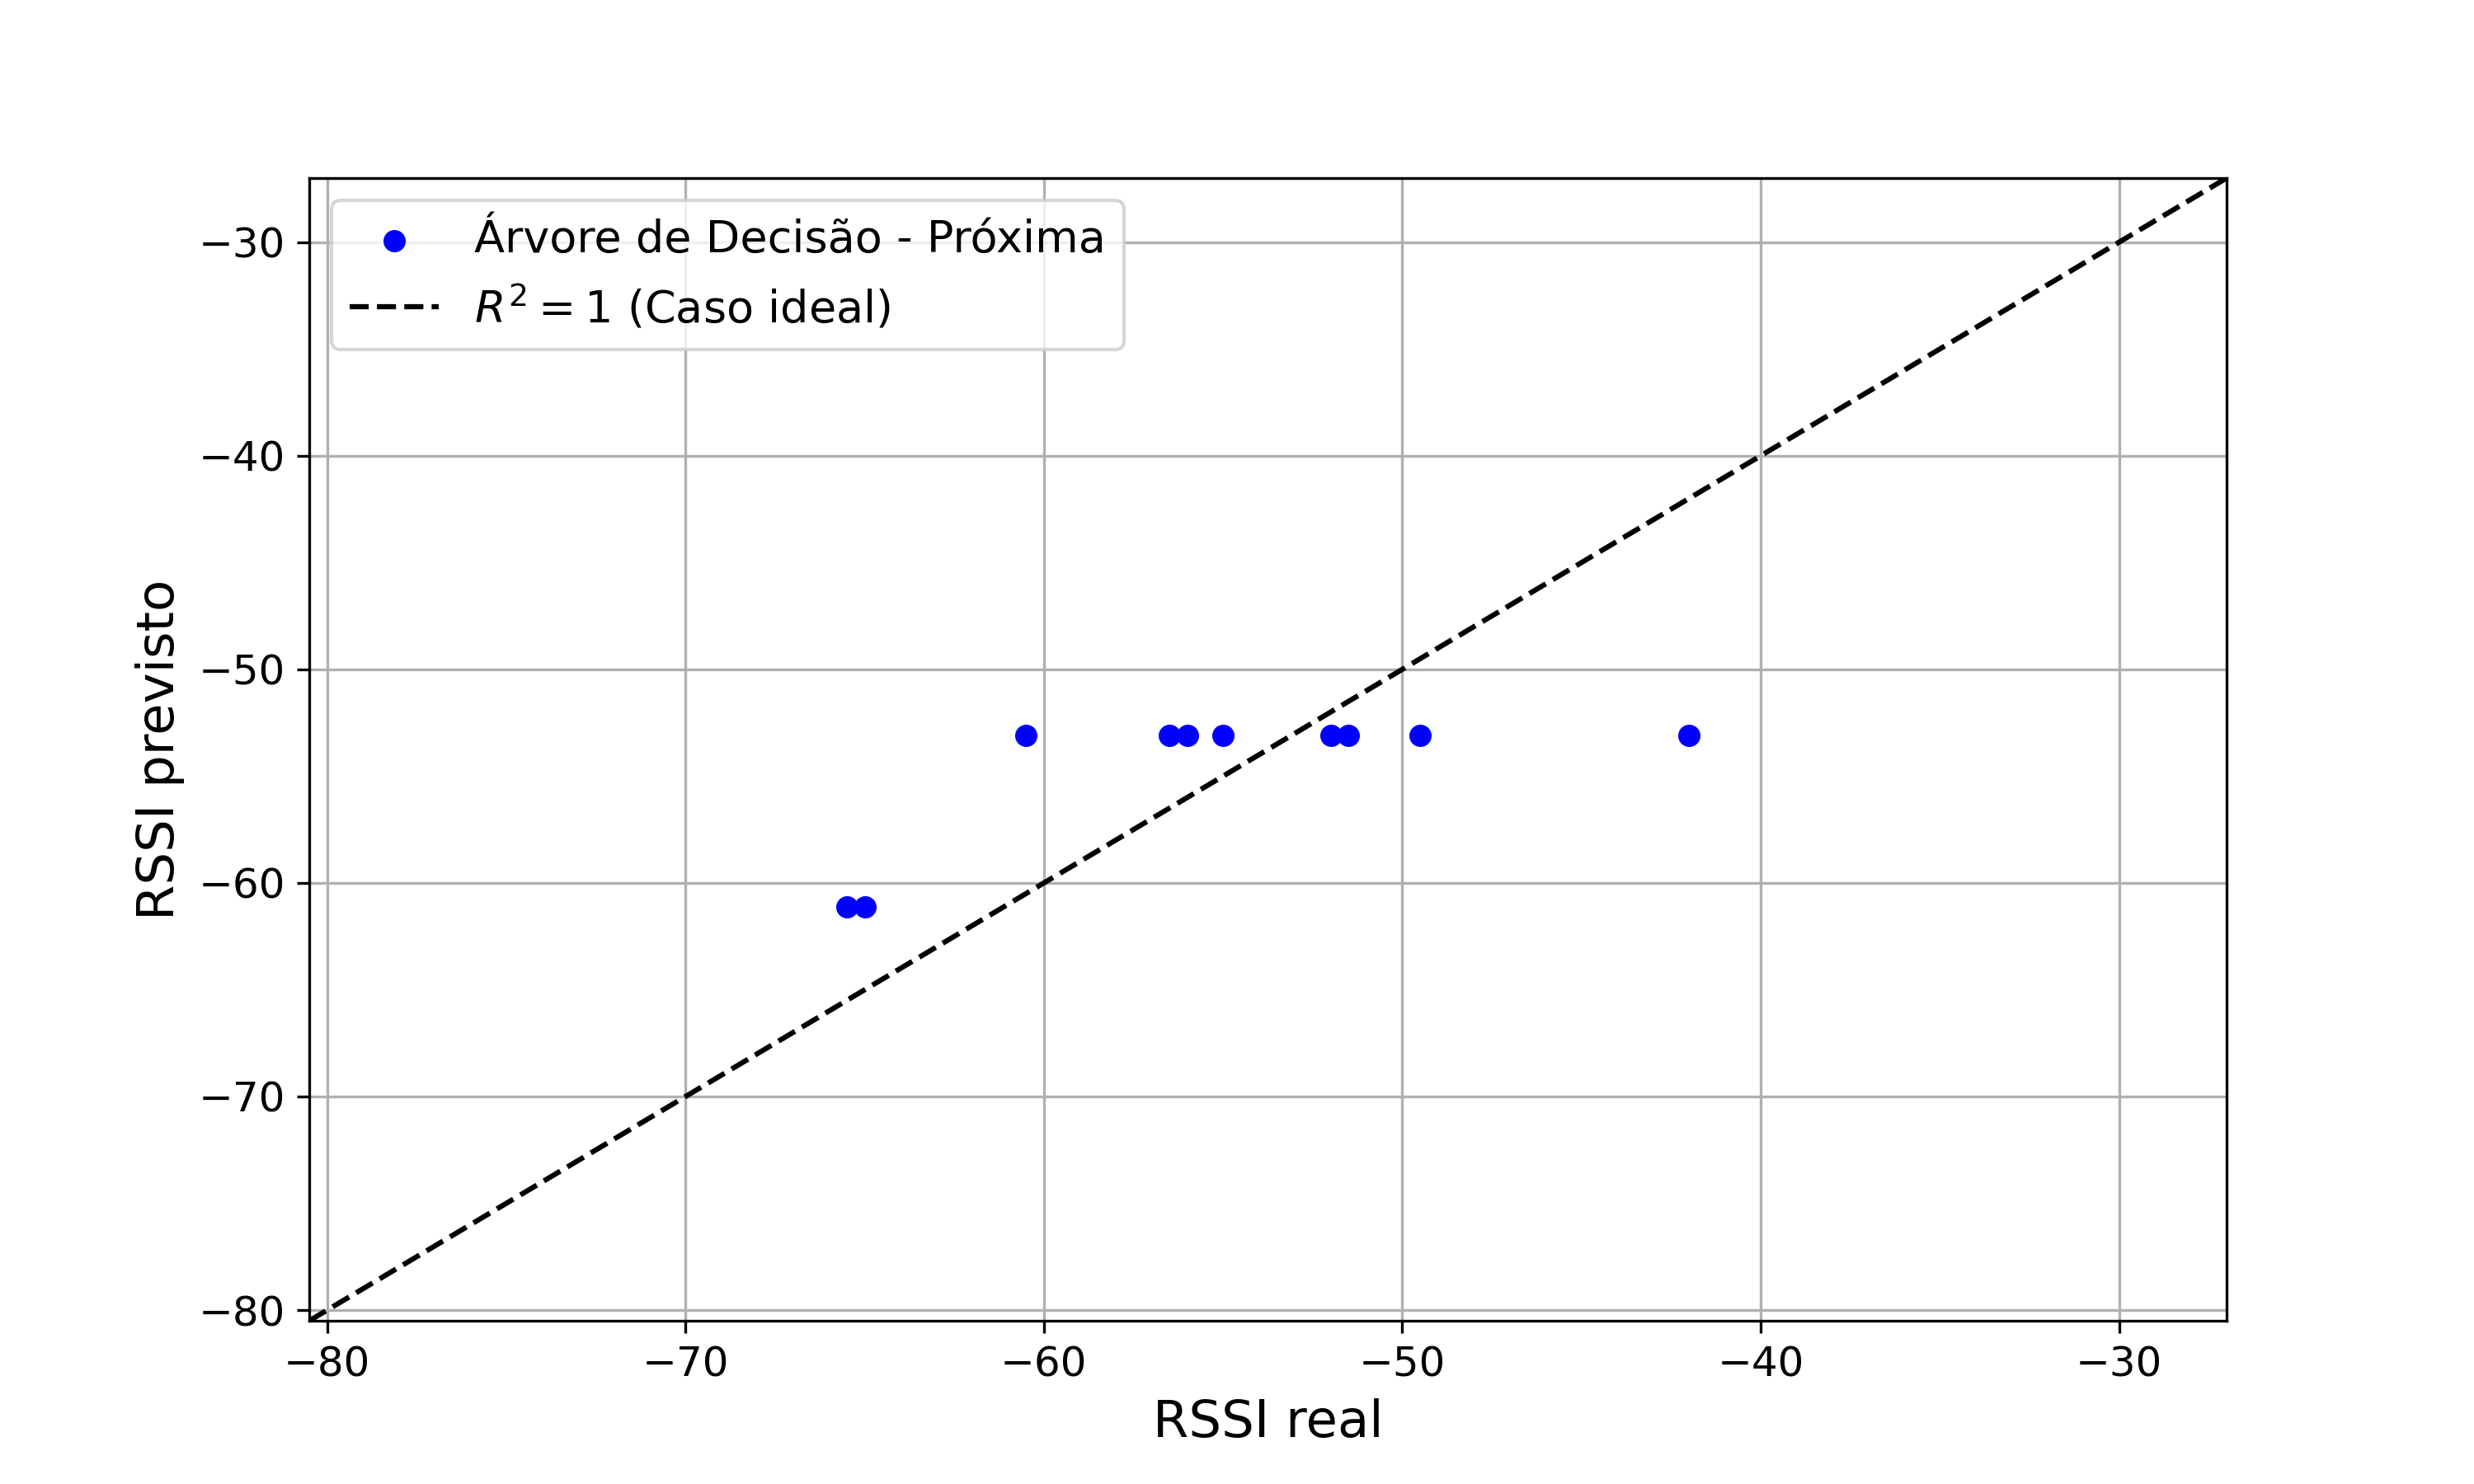 Árvore de Decisão - Próxima
R² = 1 (Caso ideal)
RSSI previsto
−30
−40
−50
−60
−70
−80
−80 −70 −60 −50 −40 −30
RSSI real